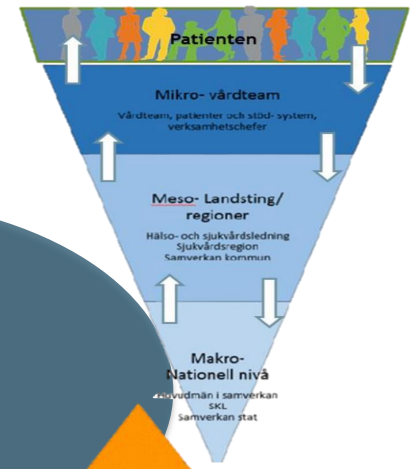 Patienten
Mikro- vårdteam
Vårdteam, patienter och stöd- system,
verksamhetschefer
Meso- Landsting/
regioner
Hälso- och sjukvårdsledning
Sjukvårdsregion
Samverkan kommun
Makro-
Nationell nivå
Huvudmän i samverkan
SKL
Samverkan stat